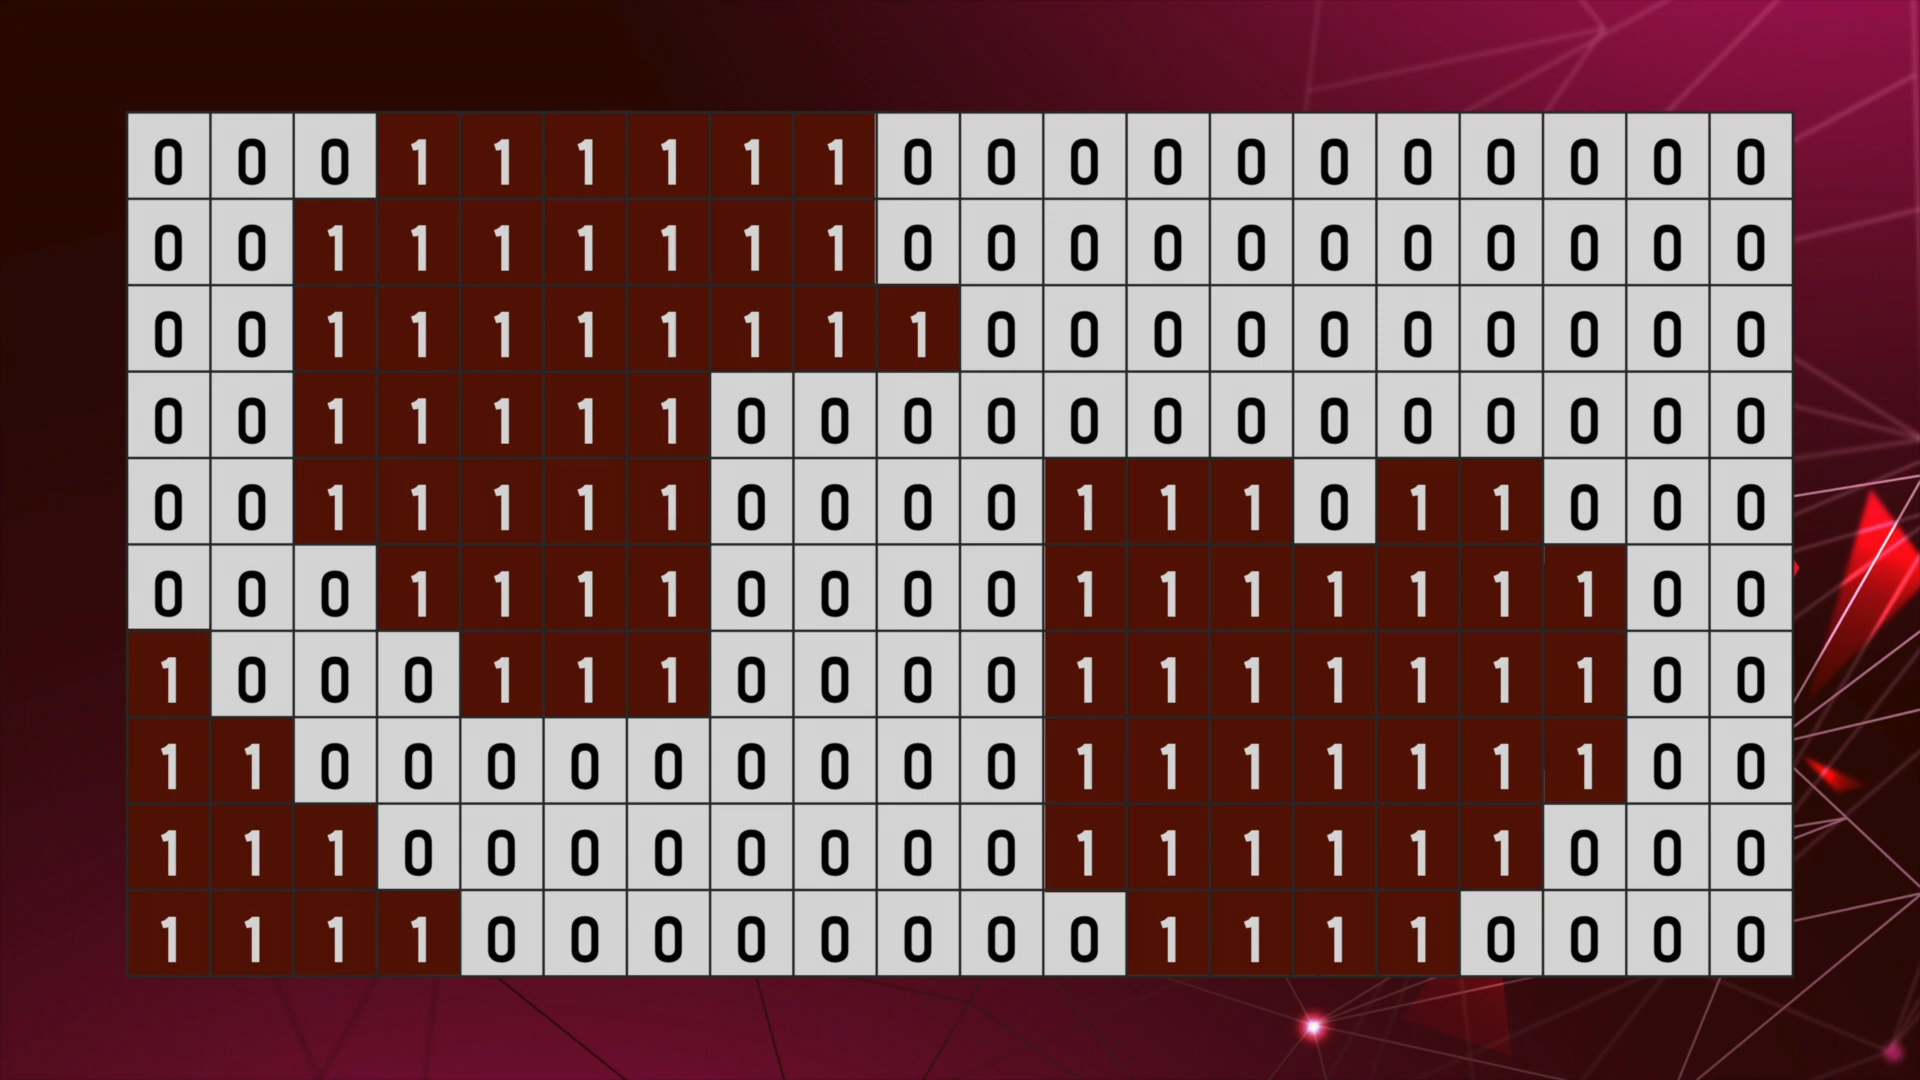 0 0 0 1 1 1 1 1 1 0 0 0 0 0 0 0 0 0 0 0
0 0 1 1 1 1 1 1 1 0 0 0 0 0 0 0 0 0 0 0
0 0 1 1 1 1 1 1 1 1 0 0 0 0 0 0 0 0 0 0
0 0 1 1 1 1 1 0 0 0 0 0 0 0 0 0 0 0 0 0
0 0 1 1 1 1 1 0 0 0 0 1 1 1 0 1 1 0 0 0
0 0 0 1 1 1 1 0 0 0 0 1 1 1 1 1 1 1 0 0
1 0 0 0 1 1 1 0 0 0 0 1 1 1 1 1 1 1 0 0
1 1 0 0 0 0 0 0 0 0 0 1 1 1 1 1 1 1 0 0
1 1 1 0 0 0 0 0 0 0 0 1 1 1 1 1 1 0 0 0
1 1 1 1 0 0 0 0 0 0 0 0 1 1 1 1 0 0 0 0